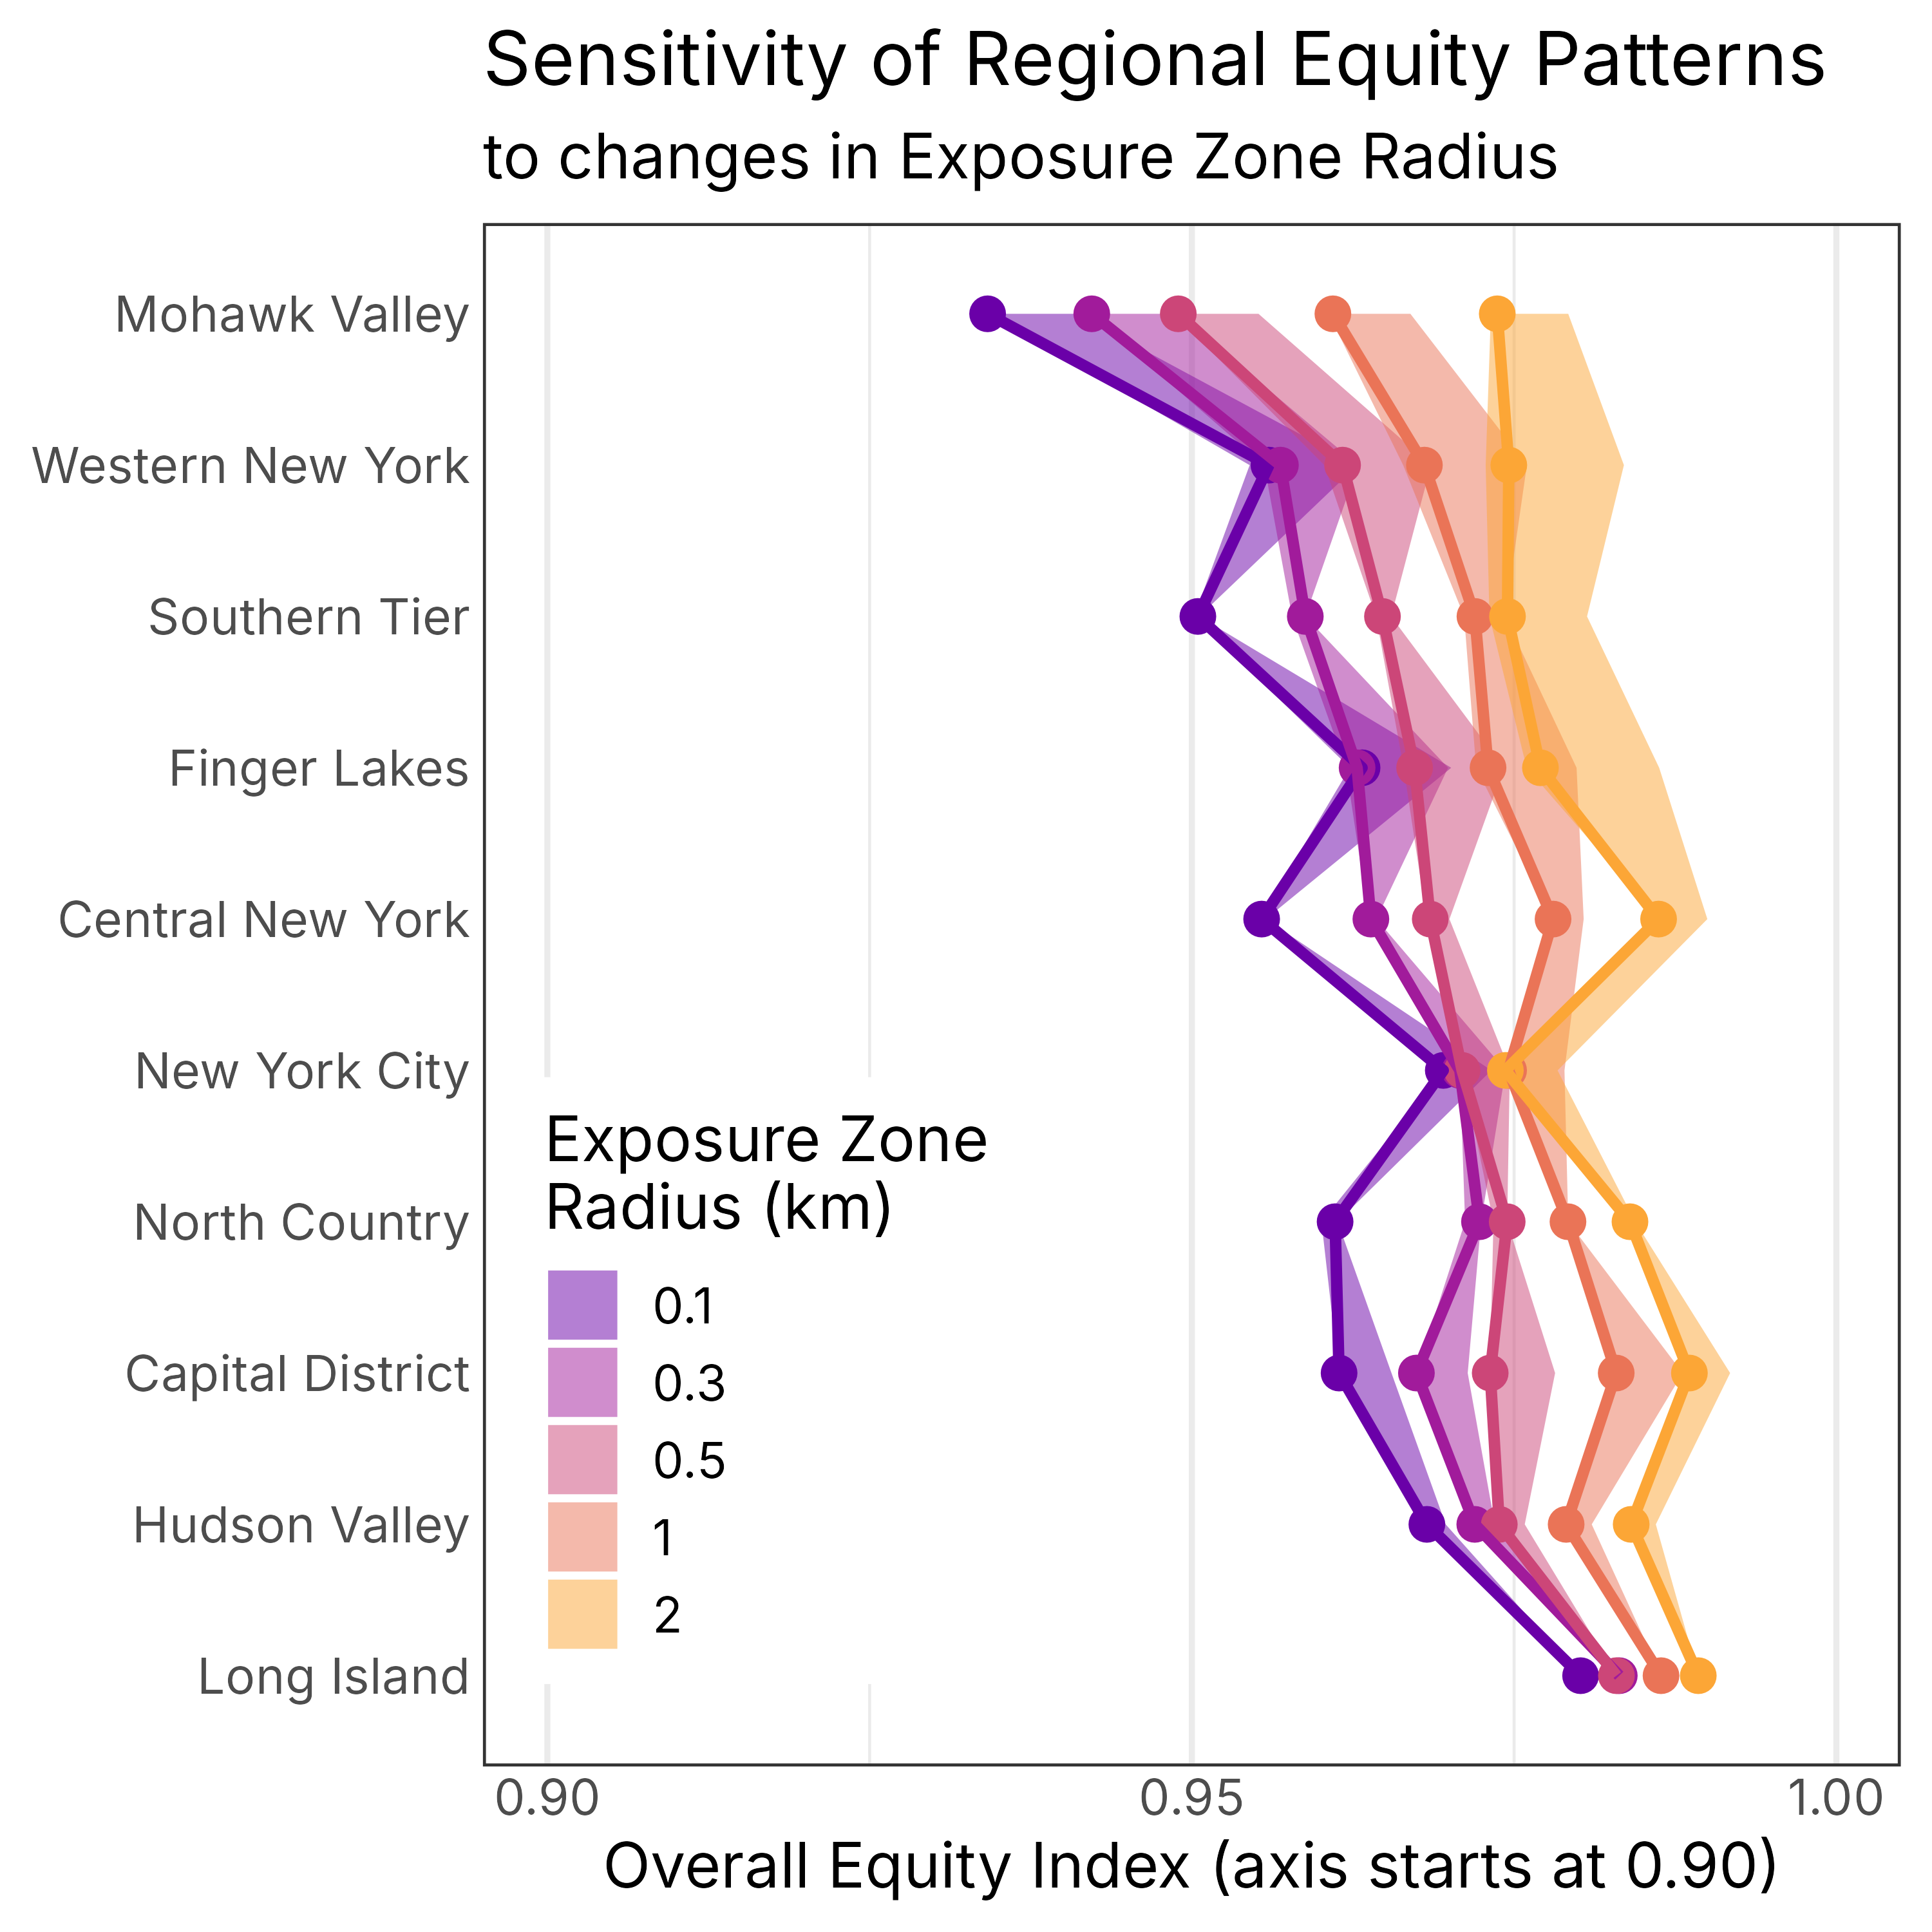 Sensitivity of Regional Equity Patterns
to changes in Exposure Zone Radius
Mohawk Valley
Western New York
Southern Tier
Finger Lakes
Central New York
New York City
North Country
Capital District
Hudson Valley
Long Island
Exposure Zone
Radius (km)
0.1
0.3
0.5
1
2
0.90
0.95
1.00
Overall Equity Index (axis starts at 0.90)